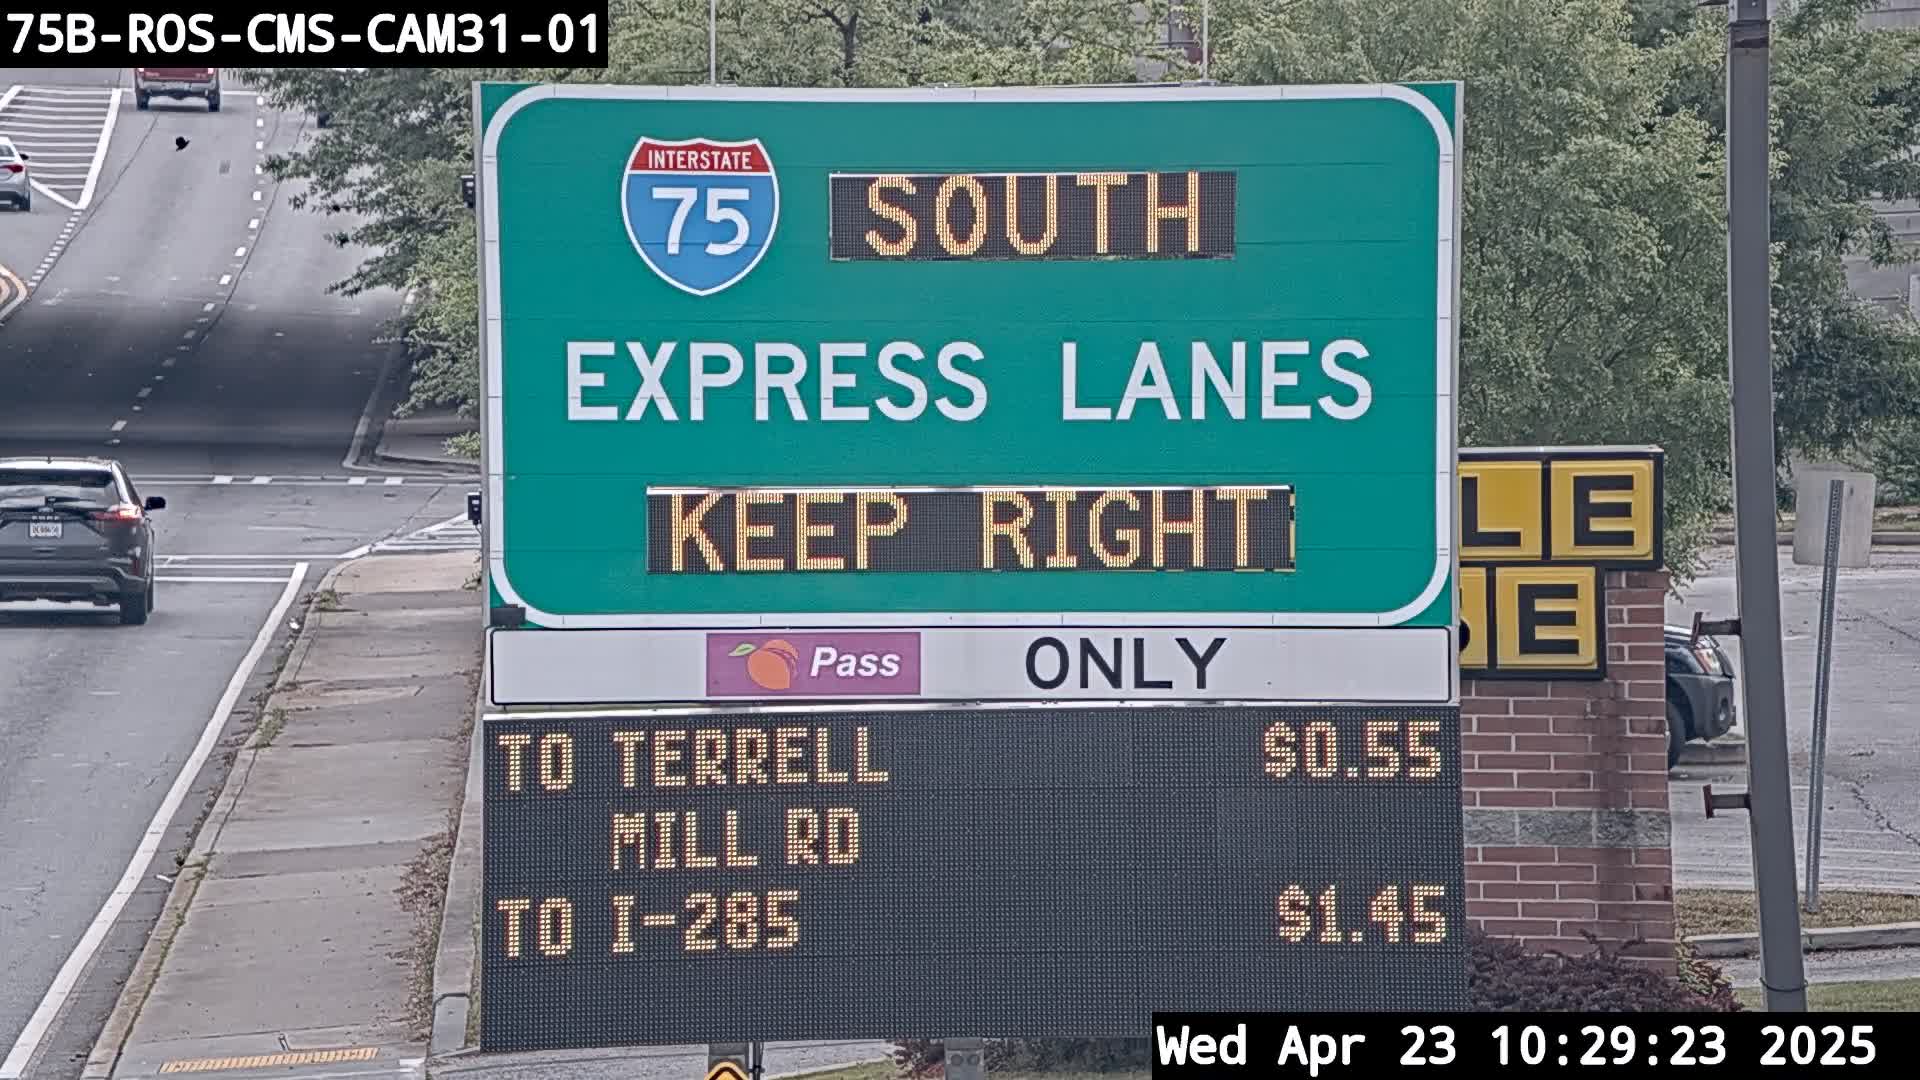 75B-ROS-CMS-CAM31-01
INTERSTATE
75
SOUTH
EXPRESS LANES
KEEP RIGHT
Pass ONLY
TO TERRELL $0.55
MILL RD
TO I-285 $1.45
LE
E
Wed Apr 23 10:29:23 2025